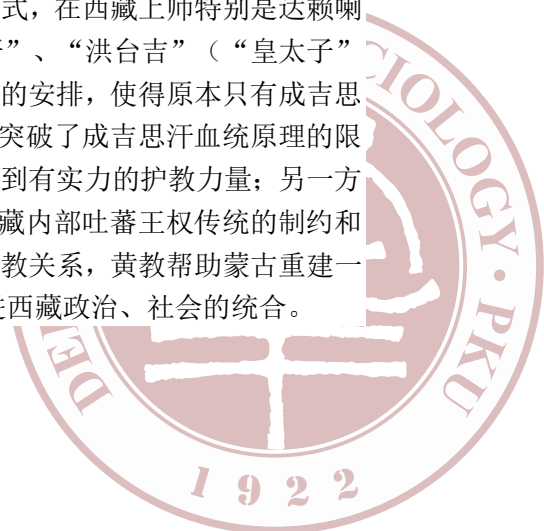 式，在西藏上师特别是达赖喇
”、“洪台吉”（“皇太子”
的安排，使得原本只有成吉思
突破了成吉思汗血统原理的限
到有实力的护教力量；另一方
藏内部吐蕃王权传统的制约和
教关系，黄教帮助蒙古重建一
西藏政治、社会的统合。
CIOLOGY · PKU
1922